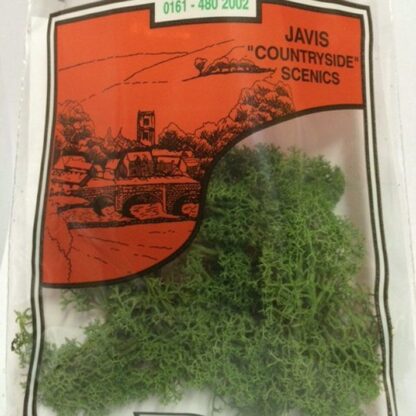 0161 - 480 2002
JAVIS
"COUNTRYSIDE"
SCENICS